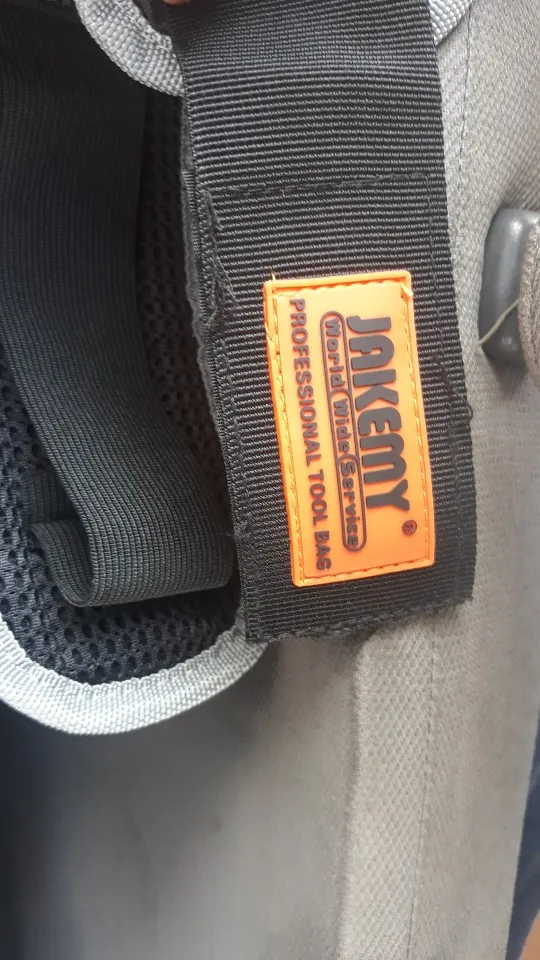 JAKEMY®
World Wide Service
PROFESSIONAL TOOL BAG